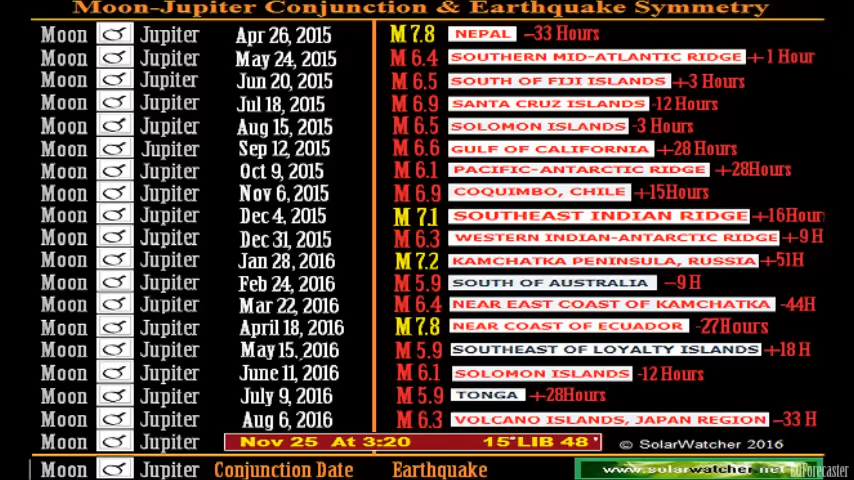 Moon-Jupiter Conjunction & Earthquake Symmetry
Moon Jupiter Apr 26, 2015 M 7.8 NEPAL -33 Hours
Moon Jupiter May 24, 2015 M 6.4 SOUTHERN MID-ATLANTIC RIDGE +1 Hour
Moon Jupiter Jun 20, 2015 M 6.5 SOUTH OF FIJI ISLANDS +3 Hours
Moon Jupiter Jul 18, 2015 M 6.9 SANTA CRUZ ISLANDS -12 Hours
Moon Jupiter Aug 15, 2015 M 6.5 SOLOMON ISLANDS -3 Hours
Moon Jupiter Sep 12, 2015 M 6.6 GULF OF CALIFORNIA +28 Hours
Moon Jupiter Oct 9, 2015 M 6.1 PACIFIC-ANTARCTIC RIDGE +28Hours
Moon Jupiter Nov 6, 2015 M 6.9 COQUIMBO, CHILE +15Hours
Moon Jupiter Dec 4, 2015 M 7.1 SOUTHEAST INDIAN RIDGE +16Hour
Moon Jupiter Dec 31, 2015 M 6.3 WESTERN INDIAN-ANTARCTIC RIDGE +9 H
Moon Jupiter Jan 28, 2016 M 7.2 KAMCHATKA PENINSULA, RUSSIA +51H
Moon Jupiter Feb 24, 2016 M 5.9 SOUTH OF AUSTRALIA -9 H
Moon Jupiter Mar 22, 2016 M 6.4 NEAR EAST COAST OF KAMCHATKA -44H
Moon Jupiter April 18, 2016 M 7.8 NEAR COAST OF ECUADOR -27Hours
Moon Jupiter May 15, 2016 M 5.9 SOUTHEAST OF LOYALTY ISLANDS +18 H
Moon Jupiter June 11, 2016 M 6.1 SOLOMON ISLANDS -12 Hours
Moon Jupiter July 9, 2016 M 5.9 TONGA +28Hours
Moon Jupiter Aug 6, 2016 M 6.3 VOLCANO ISLANDS, JAPAN REGION -33 H
Moon Jupiter Nov 25 At 3:20 15°LIB 48' © SolarWatcher 2016
Moon Jupiter Conjunction Date Earthquake www.solarwatcher.net